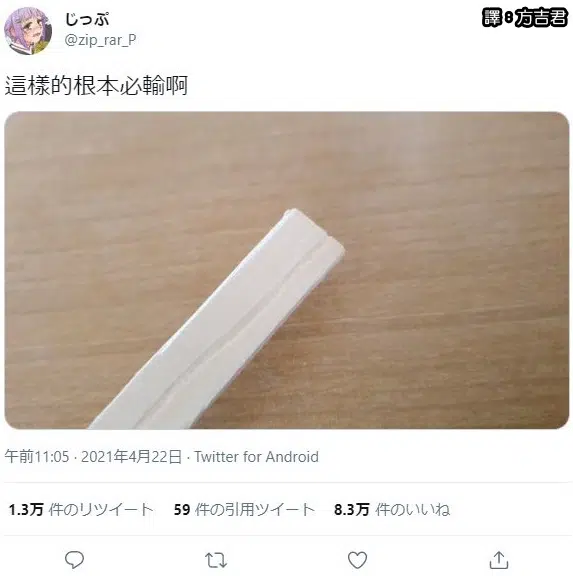 じっぷ
@zip_rar_P
譯：方吉君
這樣的根本必輸啊
午前11:05 · 2021年4月22日 · Twitter for Android
1.3万 件のリツイート 59 件の引用ツイート 8.3万 件のいいね